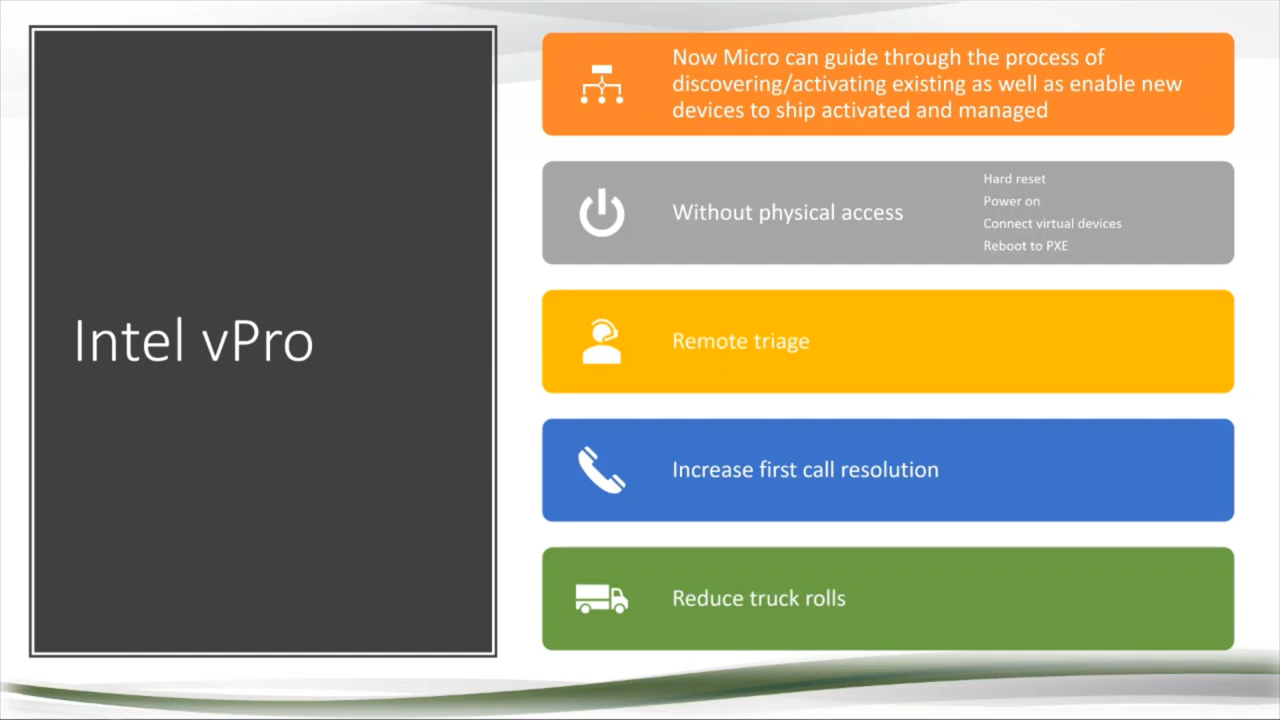 Intel vPro
Now Micro can guide through the process of
discovering/activating existing as well as enable new
devices to ship activated and managed
Without physical access
Hard reset
Power on
Connect virtual devices
Reboot to PXE
Remote triage
Increase first call resolution
Reduce truck rolls